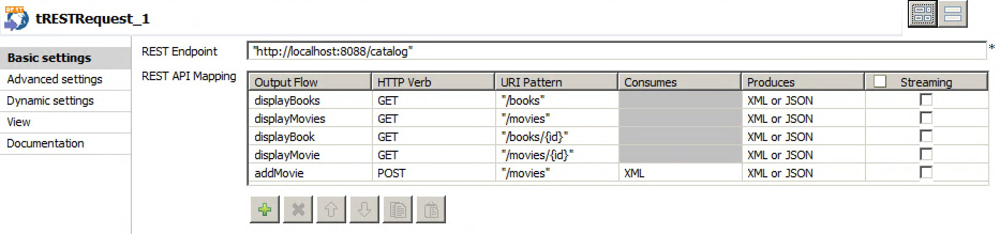 REST
tRESTRequest_1
Basic settings
Advanced settings
Dynamic settings
View
Documentation
REST Endpoint "http://localhost:8088/catalog" *
REST API Mapping
Output Flow HTTP Verb URI Pattern Consumes Produces Streaming
displayBooks GET "/books" XML or JSON
displayMovies GET "/movies" XML or JSON
displayBook GET "/books/{id}" XML or JSON
displayMovie GET "/movies/{id}" XML or JSON
addMovie POST "/movies" XML XML or JSON